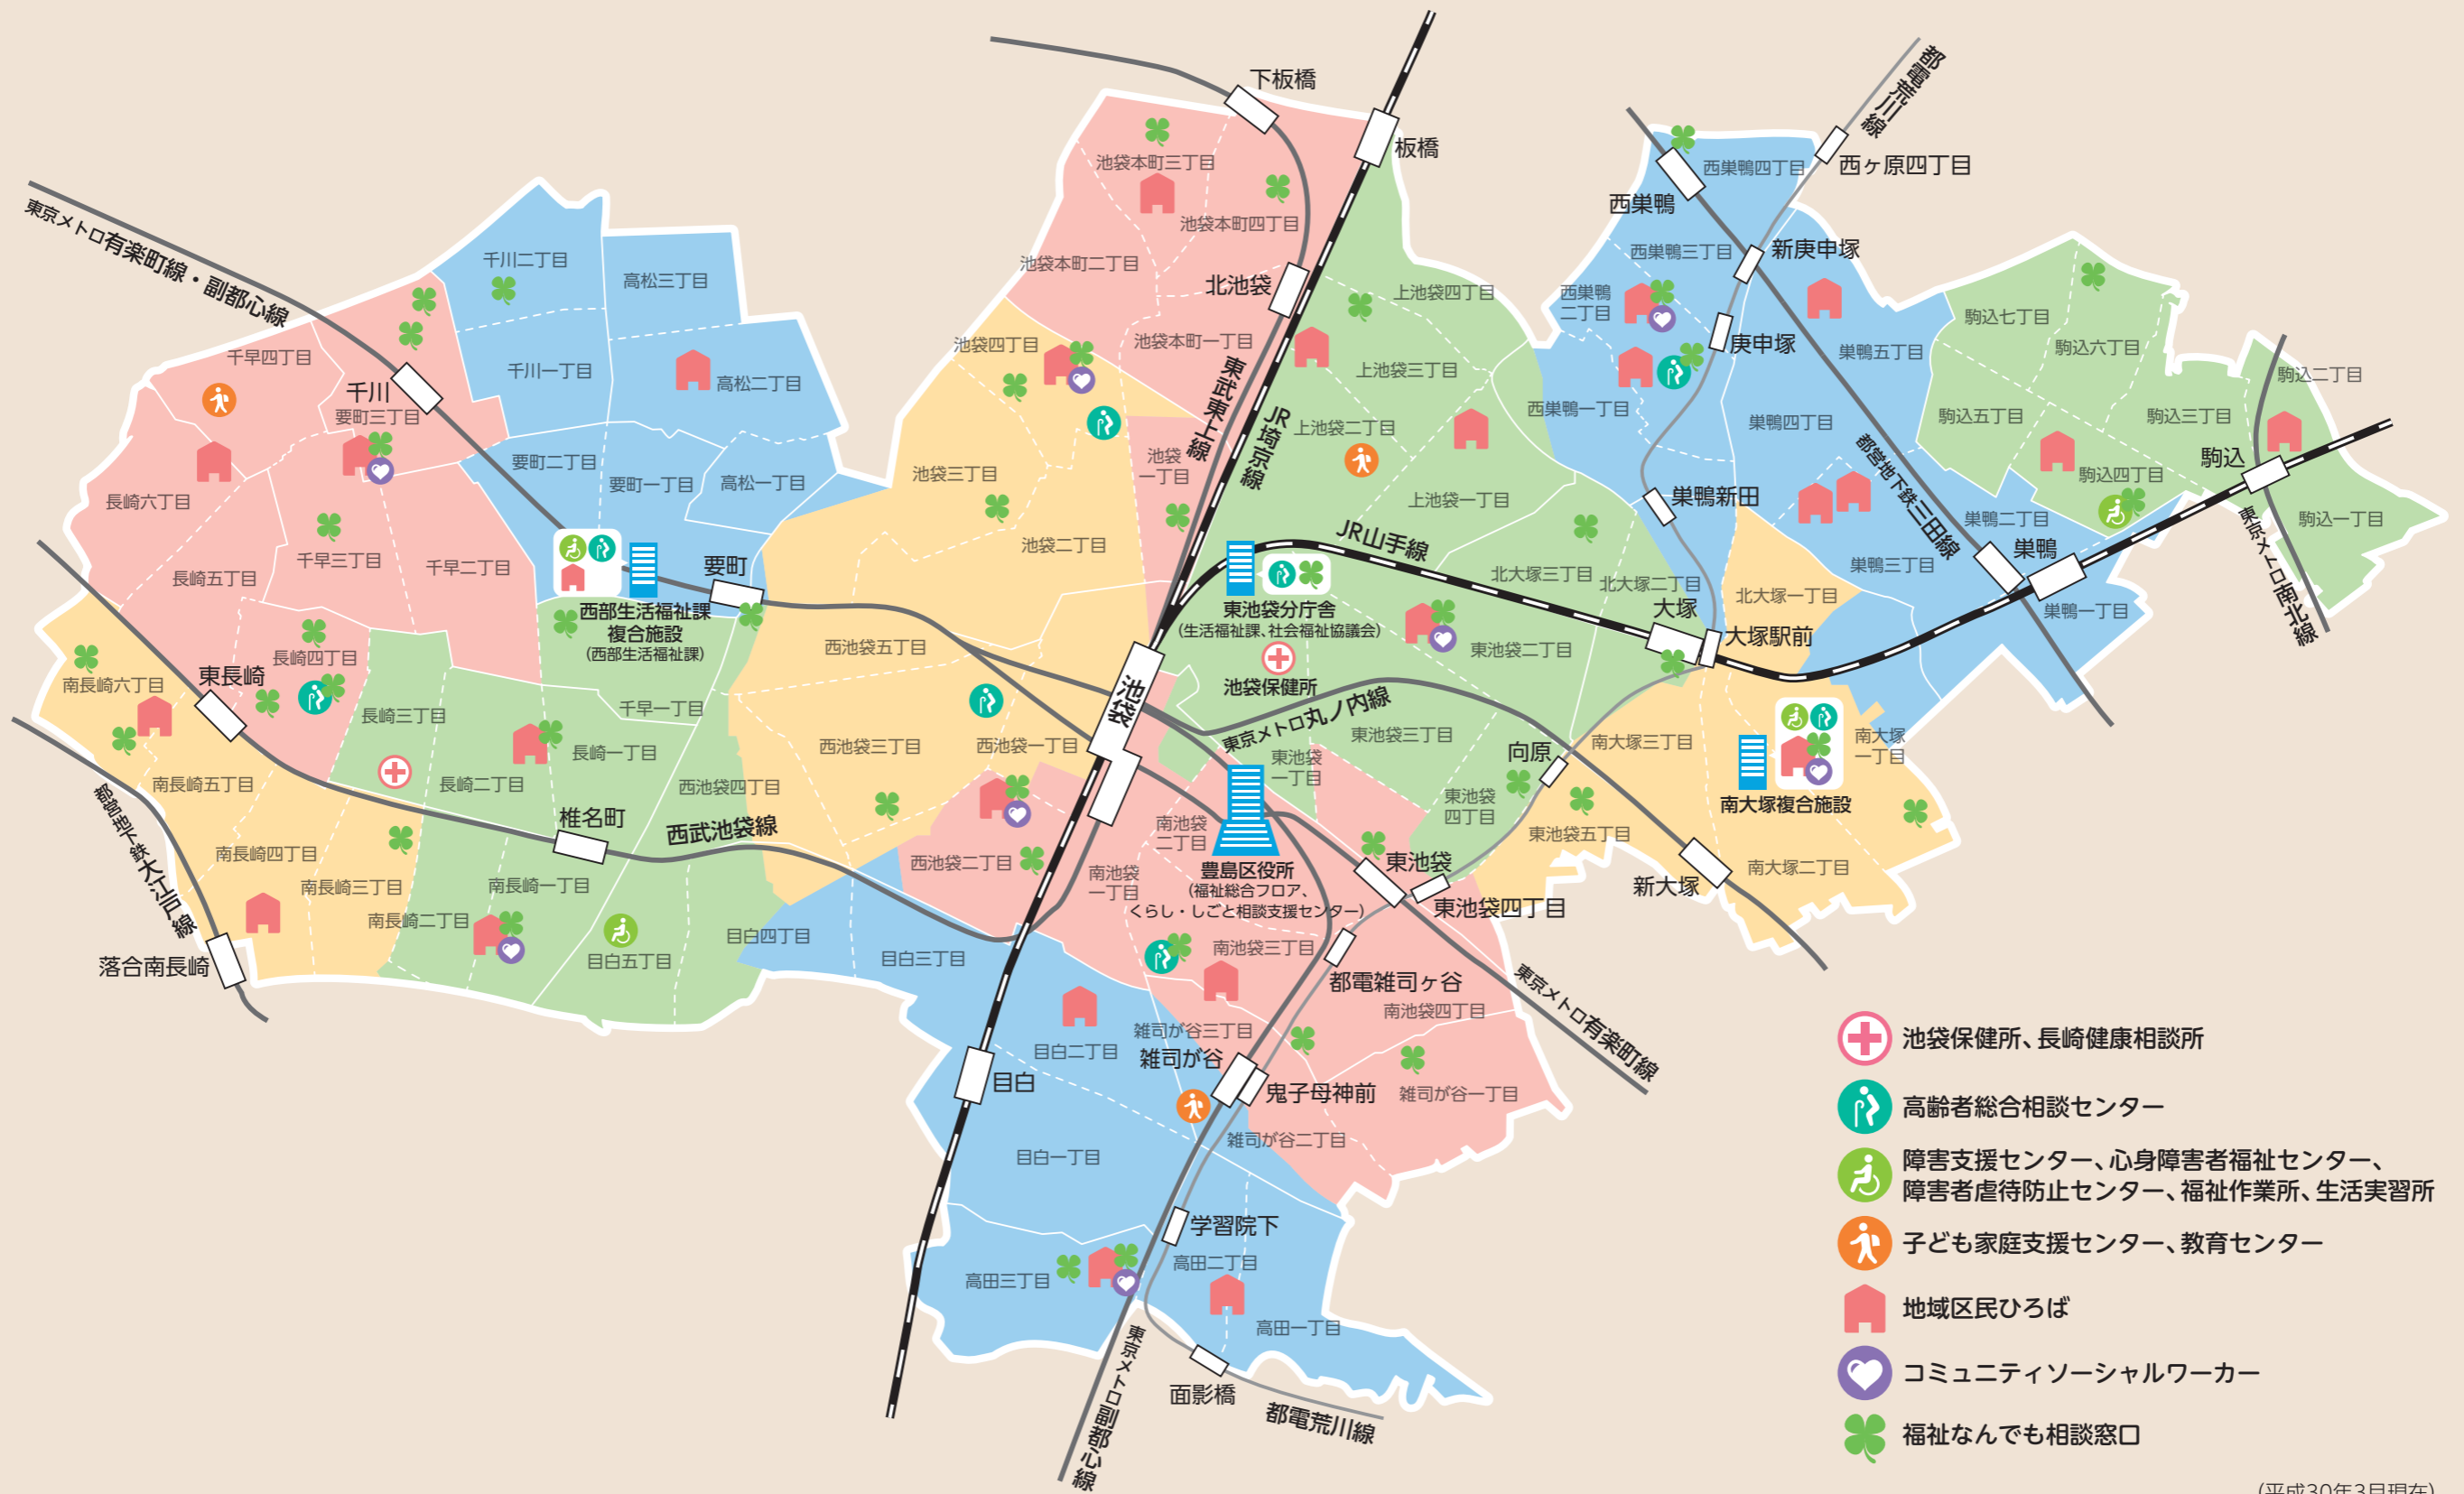 下板橋
板橋
都電荒川線
西ヶ原四丁目
池袋本町三丁目
池袋本町四丁目
池袋本町二丁目
北池袋
池袋本町一丁目
東武東上線
JR埼京線
西巣鴨四丁目
西巣鴨
西巣鴨三丁目
新庚申塚
西巣鴨
二丁目
庚申塚
巣鴨五丁目
西巣鴨一丁目
巣鴨四丁目
都営地下鉄三田線
巣鴨新田
巣鴨二丁目
巣鴨
巣鴨三丁目
巣鴨一丁目
駒込七丁目
駒込六丁目
駒込二丁目
駒込五丁目
駒込三丁目
駒込
駒込四丁目
駒込一丁目
東京メトロ南北線
東京メトロ有楽町線・副都心線
千川二丁目
高松三丁目
千早四丁目
千川
要町三丁目
千川一丁目
高松二丁目
要町二丁目
要町一丁目
高松一丁目
長崎六丁目
長崎五丁目
千早三丁目
千早二丁目
要町
西部生活福祉課
複合施設
(西部生活福祉課)
長崎四丁目
東長崎
南長崎六丁目
長崎三丁目
千早一丁目
長崎一丁目
南長崎五丁目
長崎二丁目
西池袋四丁目
椎名町
西武池袋線
都営地下鉄大江戸線
南長崎四丁目
南長崎三丁目
南長崎一丁目
南長崎二丁目
目白五丁目
目白四丁目
落合南長崎
池袋四丁目
池袋三丁目
池袋
一丁目
池袋二丁目
西池袋五丁目
西池袋三丁目
西池袋一丁目
西池袋二丁目
池袋
上池袋四丁目
上池袋三丁目
上池袋二丁目
上池袋一丁目
JR山手線
北大塚三丁目
北大塚二丁目
北大塚一丁目
大塚
大塚駅前
東池袋分庁舎
(生活福祉課、社会福祉協議会)
池袋保健所
東池袋二丁目
東京メトロ丸ノ内線
東池袋三丁目
東池袋
一丁目
向原
南大塚三丁目
南大塚
一丁目
南大塚複合施設
東池袋
四丁目
東池袋五丁目
南大塚二丁目
新大塚
南池袋
二丁目
南池袋
一丁目
豊島区役所
(福祉総合フロア、
くらし・しごと相談支援センター)
東池袋
東池袋四丁目
南池袋三丁目
都電雑司ヶ谷
南池袋四丁目
東京メトロ有楽町線
目白三丁目
雑司が谷三丁目
目白二丁目
雑司が谷
鬼子母神前
雑司が谷一丁目
目白
雑司が谷二丁目
目白一丁目
学習院下
高田二丁目
高田三丁目
高田一丁目
東京メトロ副都心線
面影橋
都電荒川線
池袋保健所、長崎健康相談所
高齢者総合相談センター
障害支援センター、心身障害者福祉センター、
障害者虐待防止センター、福祉作業所、生活実習所
子ども家庭支援センター、教育センター
地域区民ひろば
コミュニティソーシャルワーカー
福祉なんでも相談窓口
(平成30年3月現在)